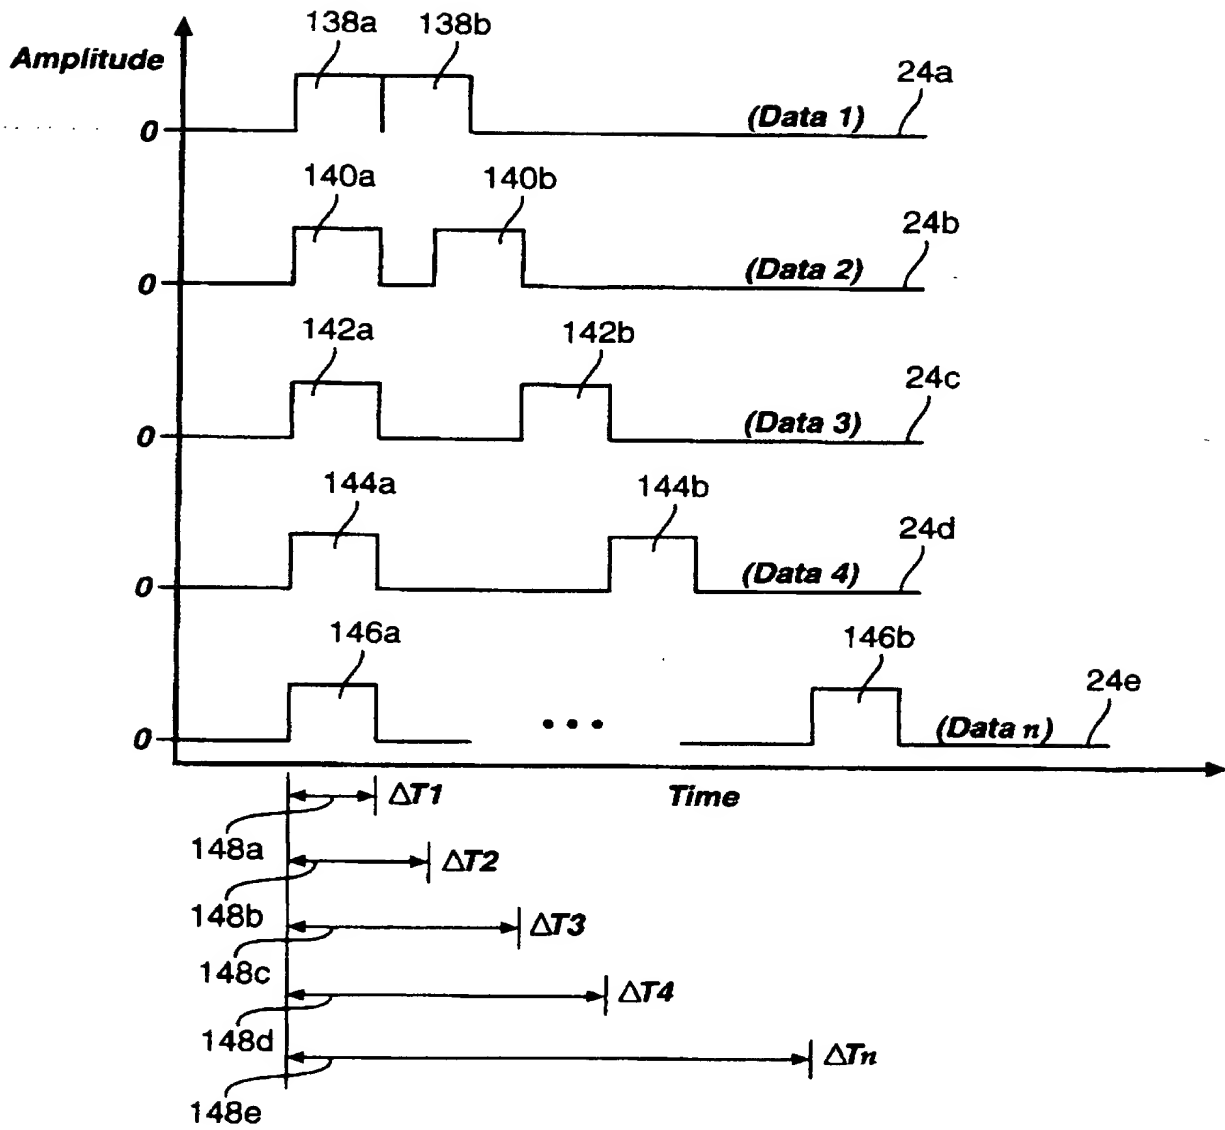 138a 138b
Amplitude
24a
(Data 1)
0
140a 140b
24b
(Data 2)
0
142a 142b
24c
(Data 3)
0
144a 144b
24d
(Data 4)
0
146a 146b
24e
(Data n)
0
• • •
Time
ΔT1
148a
ΔT2
148b
ΔT3
148c
ΔT4
148d
ΔTn
148e